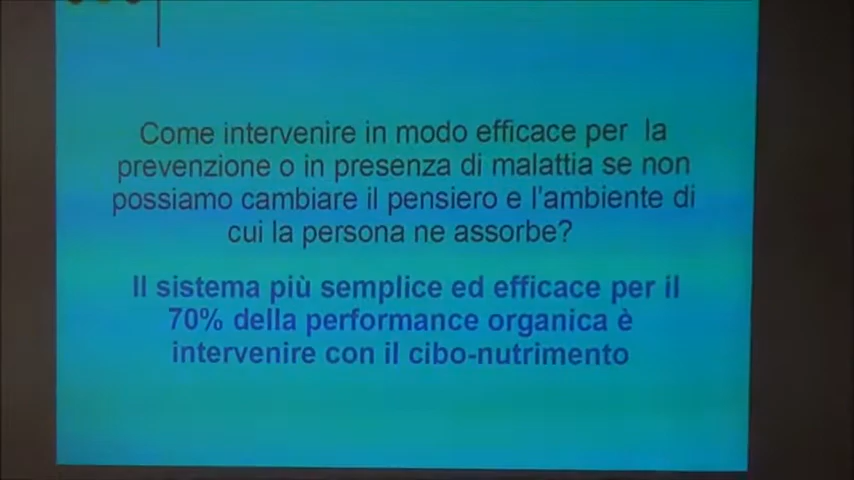 Come intervenire in modo efficace per la
prevenzione o in presenza di malattia se non
possiamo cambiare il pensiero e l'ambiente di
cui la persona ne assorbe?
Il sistema più semplice ed efficace per il
70% della performance organica è
intervenire con il cibo-nutrimento